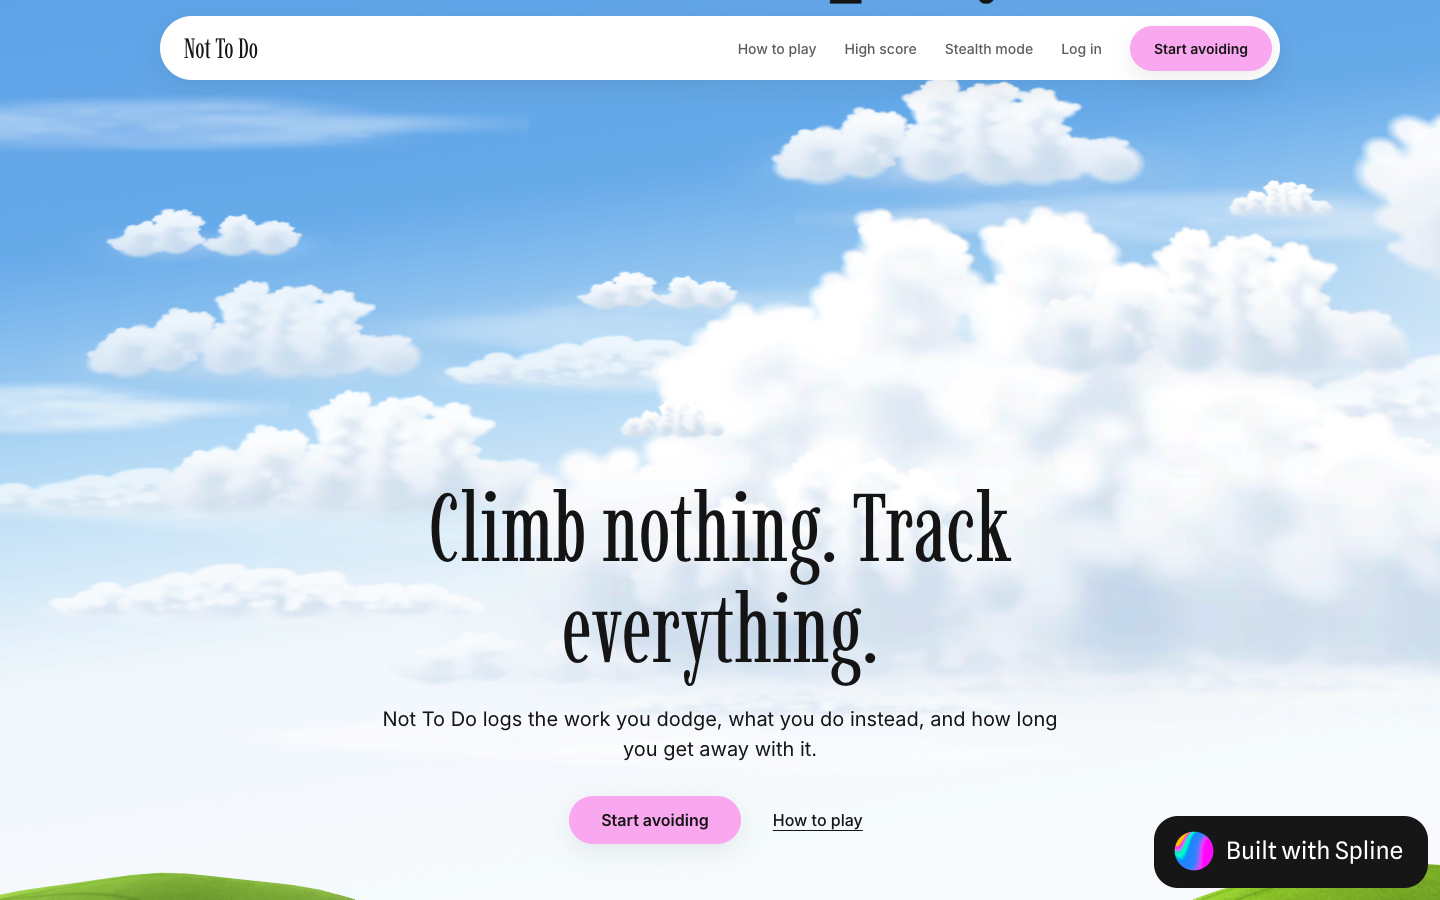 Not To Do
How to play
High score
Stealth mode
Log in
Start avoiding
Climb nothing. Track
everything.
Not To Do logs the work you dodge, what you do instead, and how long
you get away with it.
Start avoiding
How to play
Built with Spline